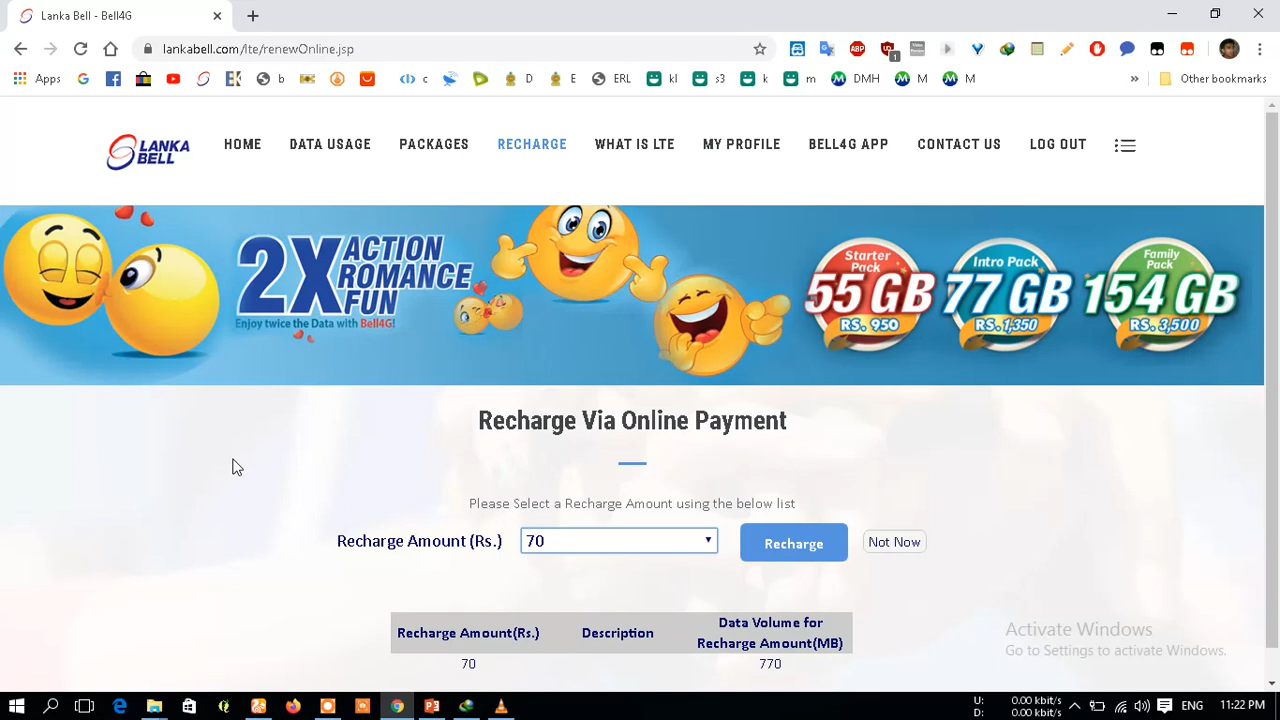 Lanka Bell - Bell4G
lankabell.com/lte/renewOnline.jsp
ABP
1
Apps
b
c
D
E
ERL
kl
s3
k
m
DMH
M
M
»
Other bookmarks
LANKA
BELL
HOME
DATA USAGE
PACKAGES
RECHARGE
WHAT IS LTE
MY PROFILE
BELL4G APP
CONTACT US
LOG OUT
2X ACTION
ROMANCE
FUN
Enjoy twice the Data with Bell4G!
Starter
Pack
55 GB
RS. 950
Intro Pack
77 GB
RS. 1,350
Family
Pack
154 GB
RS. 3,500
Recharge Via Online Payment
Please Select a Recharge Amount using the below list
Recharge Amount (Rs.) 70 Recharge Not Now
Recharge Amount(Rs.) Description Data Volume for
Recharge Amount(MB)
70 770
Activate Windows
Go to Settings to activate Windows.
U: 0.00 kbit/s
D: 0.00 kbit/s
ENG
11:22 PM